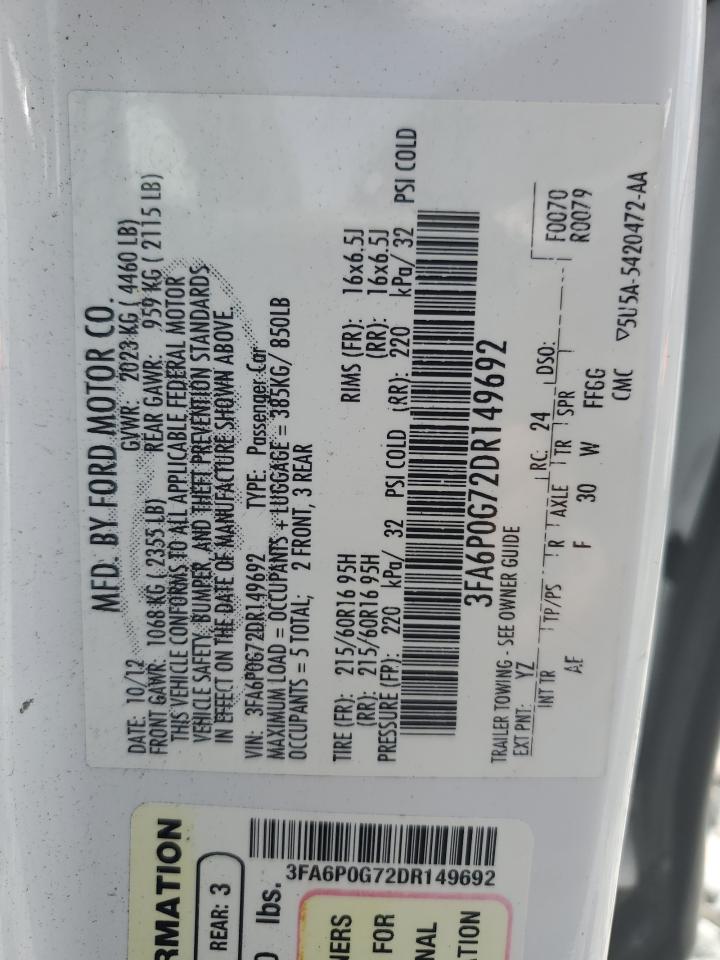 MFD. BY FORD MOTOR CO.
DATE: 10/12 GVWR: 2023 KG ( 4460 LB)
FRONT GAWR: 1068 KG ( 2355 LB) REAR GAWR: 959 KG ( 2115 LB)
THIS VEHICLE CONFORMS TO ALL APPLICABLE FEDERAL MOTOR
VEHICLE SAFETY, BUMPER, AND THEFT PREVENTION STANDARDS
IN EFFECT ON THE DATE OF MANUFACTURE SHOWN ABOVE.
VIN: 3FA6P0G72DR149692 TYPE: Passenger Car
MAXIMUM LOAD = OCCUPANTS + LUGGAGE = 385KG/ 850LB
OCCUPANTS = 5 TOTAL; 2 FRONT, 3 REAR
TIRE (FR): 215/60R16 95H RIMS (FR): 16x6.5J
(RR): 215/60R16 95H (RR): 16x6.5J
PRESSURE (FR): 220 kPa/ 32 PSI COLD (RR): 220 kPa/ 32 PSI COLD
3FA6P0G72DR149692
TRAILER TOWING - SEE OWNER GUIDE
EXT PNT: YZ RC: 24 DSO: F0070
R0079
INT TR TP/PS R AXLE TR SPR
AF F 30 W FFGG
CMC ▽5U5A-5420472-AA
RMATION
REAR: 3
lbs.
3FA6P0G72DR149692
NERS
FOR
NAL
TION